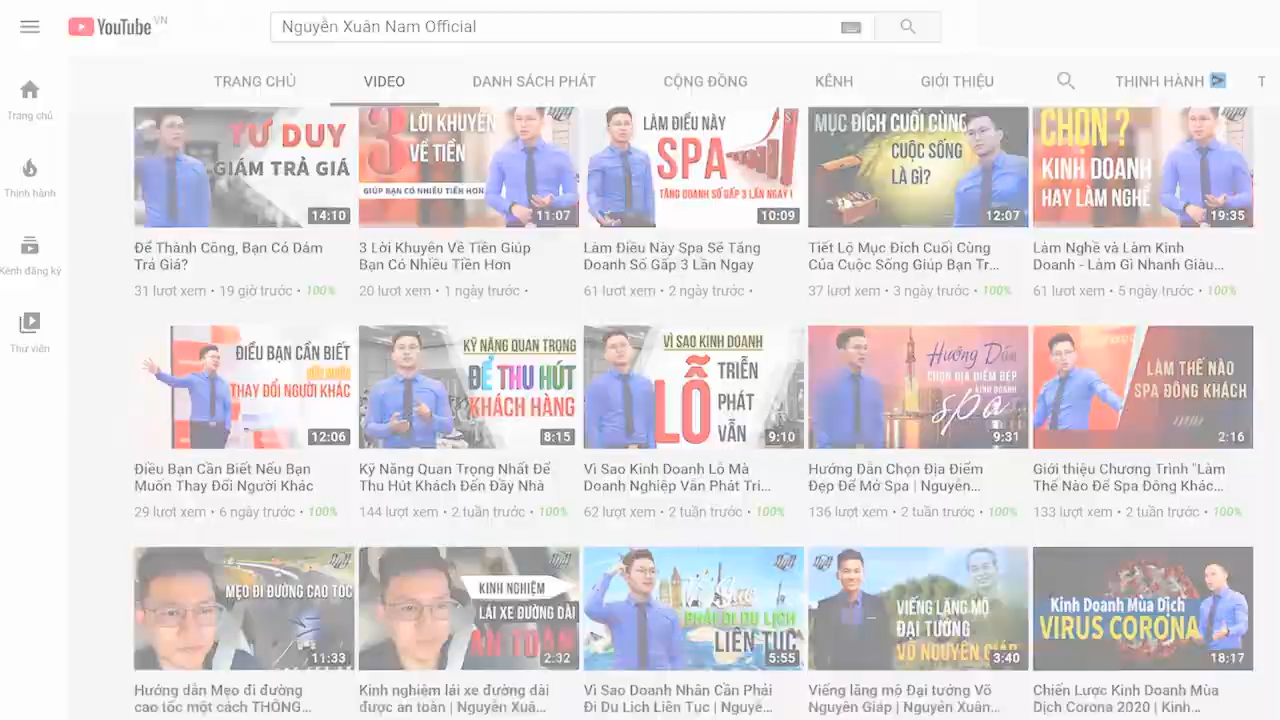 YouTube VN
Nguyễn Xuân Nam Official
TRANG CHỦ
VIDEO
DANH SÁCH PHÁT
CỘNG ĐỒNG
KÊNH
GIỚI THIỆU
THỊNH HÀNH
T
Trang chủ
Thịnh hành
Kênh đăng ký
Thư viện
TƯ DUY
GIÁM TRẢ GIÁ
14:10
Để Thành Công, Bạn Có Dám
Trả Giá?
31 lượt xem • 19 giờ trước • 100%
3 LỜI KHUYÊN
VỀ TIỀN
GIÚP BẠN CÓ NHIỀU TIỀN HƠN
11:07
3 Lời Khuyên Về Tiền Giúp
Bạn Có Nhiều Tiền Hơn
20 lượt xem • 1 ngày trước •
LÀM ĐIỀU NÀY
SPA
TĂNG DOANH SỐ GẤP 3 LẦN NGAY !
10:09
Làm Điều Này Spa Sẽ Tăng
Doanh Số Gấp 3 Lần Ngay
61 lượt xem • 2 ngày trước •
MỤC ĐÍCH CUỐI CÙNG
CUỘC SỐNG
LÀ GÌ?
12:07
Tiết Lộ Mục Đích Cuối Cùng
Của Cuộc Sống Giúp Bạn Tr...
37 lượt xem • 3 ngày trước • 100%
CHỌN ?
KINH DOANH
HAY LÀM NGHỀ
19:35
Làm Nghề và Làm Kinh
Doanh - Làm Gì Nhanh Giàu...
61 lượt xem • 5 ngày trước • 100%
ĐIỀU BẠN CẦN BIẾT
THAY ĐỔI NGƯỜI KHÁC
12:06
Điều Bạn Cần Biết Nếu Bạn
Muốn Thay Đổi Người Khác
29 lượt xem • 6 ngày trước • 100%
KỸ NĂNG QUAN TRỌNG
ĐỂ THU HÚT
KHÁCH HÀNG
8:15
Kỹ Năng Quan Trọng Nhất Để
Thu Hút Khách Đến Đầy Nhà
144 lượt xem • 2 tuần trước • 100%
VÌ SAO KINH DOANH
LỖ TRIỂN
PHÁT
VẪN
9:10
Vì Sao Kinh Doanh Lỗ Mà
Doanh Nghiệp Vẫn Phát Tri...
62 lượt xem • 2 tuần trước • 100%
Hướng Dẫn
CHỌN ĐỊA ĐIỂM ĐẸP
KINH DOANH
spa
9:31
Hướng Dẫn Chọn Địa Điểm
Đẹp Để Mở Spa | Nguyễn...
136 lượt xem • 2 tuần trước • 100%
LÀM THẾ NÀO
SPA ĐÔNG KHÁCH
2:16
Giới thiệu Chương Trình "Làm
Thế Nào Để Spa Đông Khác...
133 lượt xem • 2 tuần trước • 100%
MẸO ĐI ĐƯỜNG CAO TỐC
11:33
Hướng dẫn Mẹo đi đường
cao tốc một cách THÔNG...
KINH NGHIỆM
LÁI XE ĐƯỜNG DÀI
AN TOÀN
2:32
Kinh nghiệm lái xe đường dài
được an toàn | Nguyễn Xuâ...
Vì Sao
PHẢI ĐI DU LỊCH
LIÊN TỤC
5:55
Vì Sao Doanh Nhân Cần Phải
Đi Du Lịch Liên Tục | Nguyễ...
VIẾNG LĂNG MỘ
ĐẠI TƯỚNG
VÕ NGUYÊN GIÁP
3:40
Viếng lăng mộ Đại tướng Võ
Nguyên Giáp | Nguyễn Xuân...
Kinh Doanh Mùa Dịch
VIRUS CORONA
18:17
Chiến Lược Kinh Doanh Mùa
Dịch Corona 2020 | Kinh...